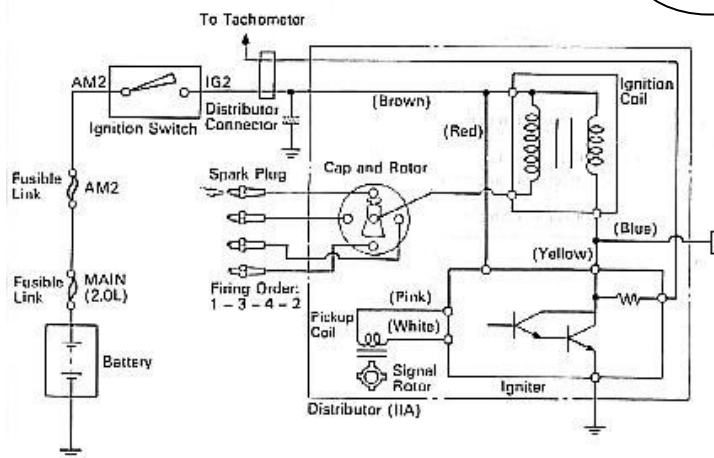 To Tachometer
AM2
IG2
Ignition Switch
Distributor
Connector
(Brown)
(Red)
Ignition
Coil
Fusible
Link
AM2
Spark Plug
Cap and Rotor
(Blue)
(Yellow)
Fusible
Link
MAIN
(2.0L)
Firing Order:
1-3-4-2
(Pink)
Pickup
Coil
(White)
Battery
Signal
Rotor
Igniter
Distributor (IIA)